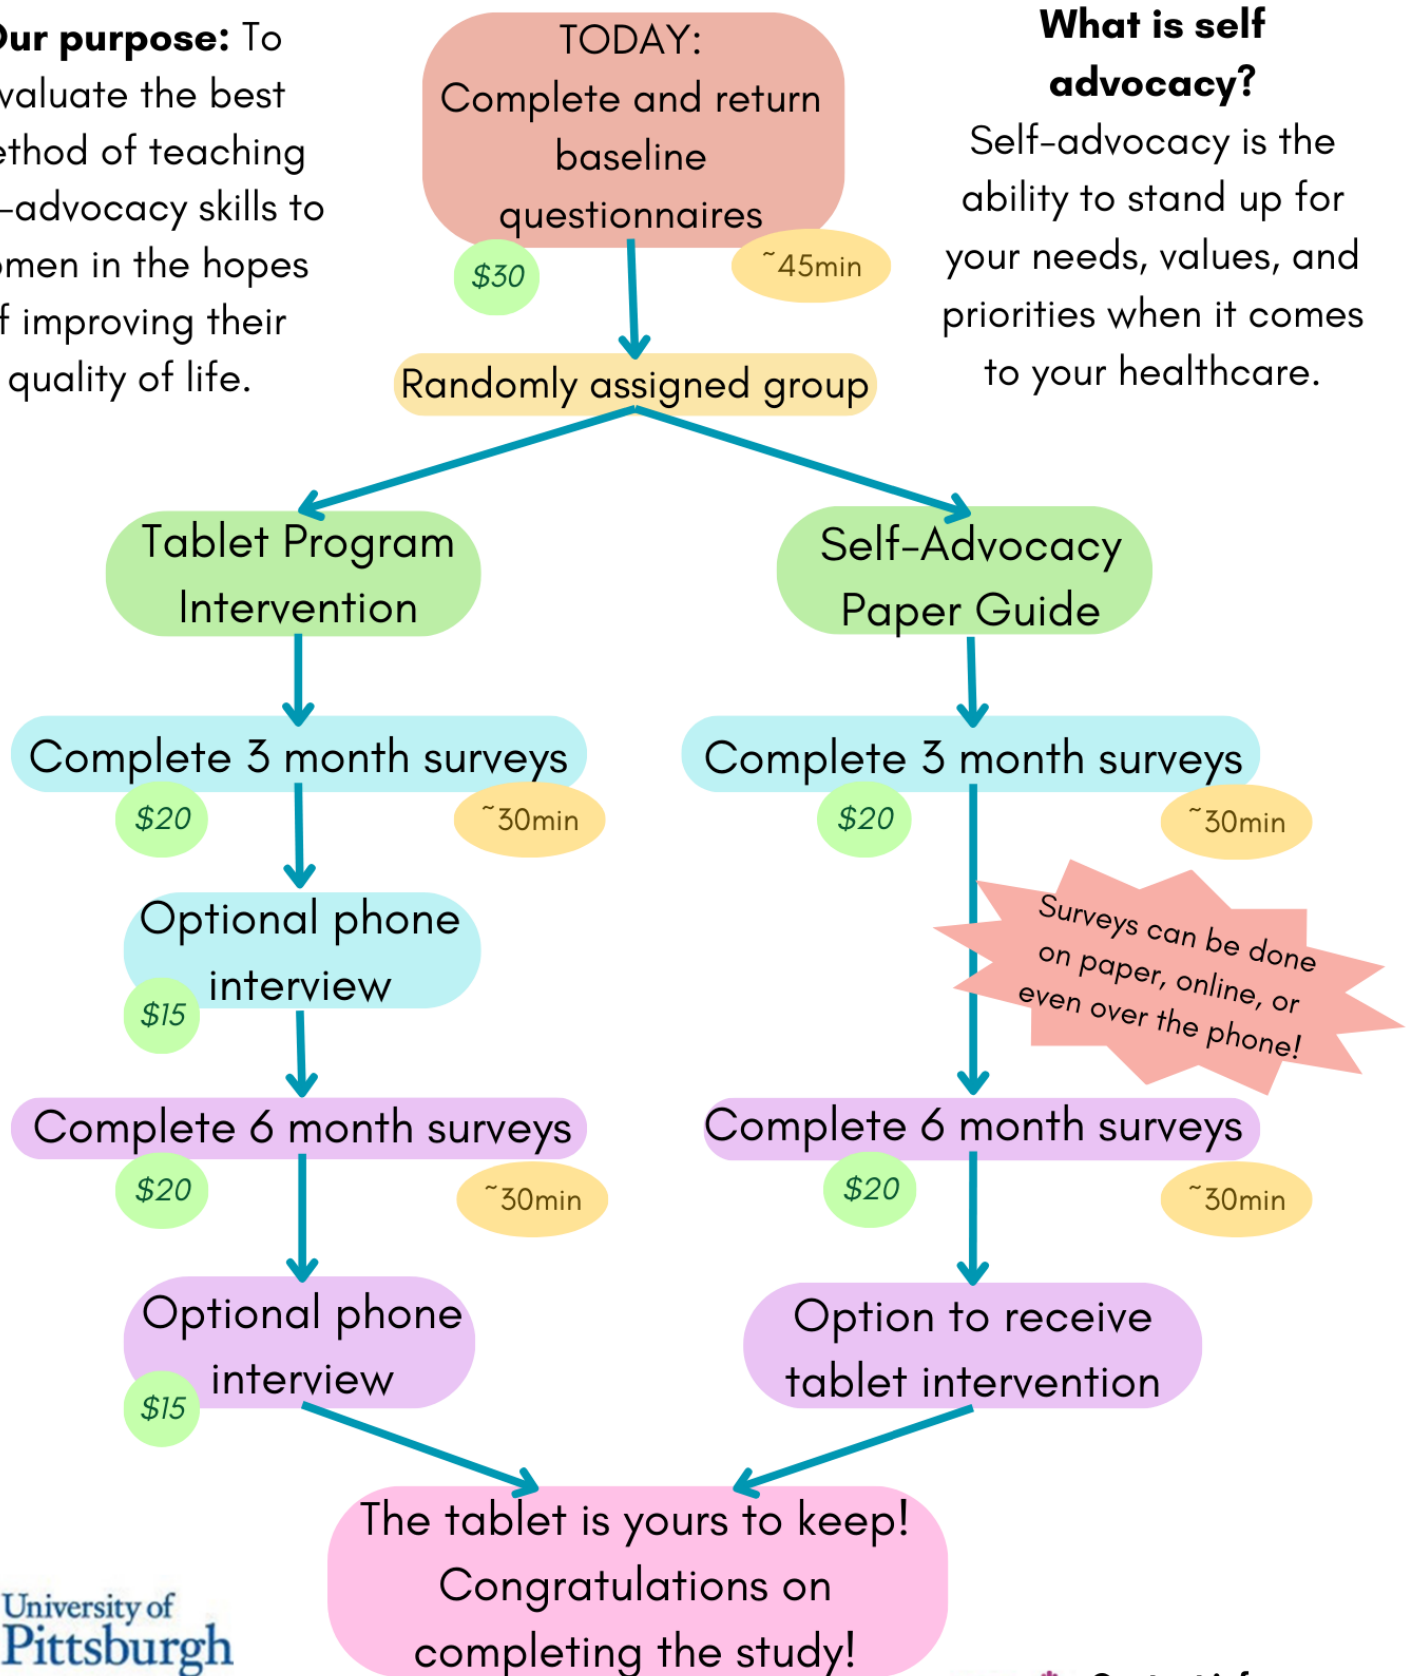 ur purpose: To
valuate the best
ethod of teaching
-advocacy skills to
omen in the hopes
f improving their
quality of life.
TODAY:
Complete and return
baseline
questionnaires
$30
~45min
What is self
advocacy?
Self-advocacy is the
ability to stand up for
your needs, values, and
priorities when it comes
to your healthcare.
Randomly assigned group
Tablet Program
Intervention
Self-Advocacy
Paper Guide
Complete 3 month surveys
$20
~30min
Complete 3 month surveys
$20
~30min
Optional phone
interview
$15
Surveys can be done
on paper, online, or
even over the phone!
Complete 6 month surveys
$20
~30min
Complete 6 month surveys
$20
~30min
Optional phone
interview
$15
Option to receive
tablet intervention
The tablet is yours to keep!
Congratulations on
completing the study!
University of
Pittsburgh